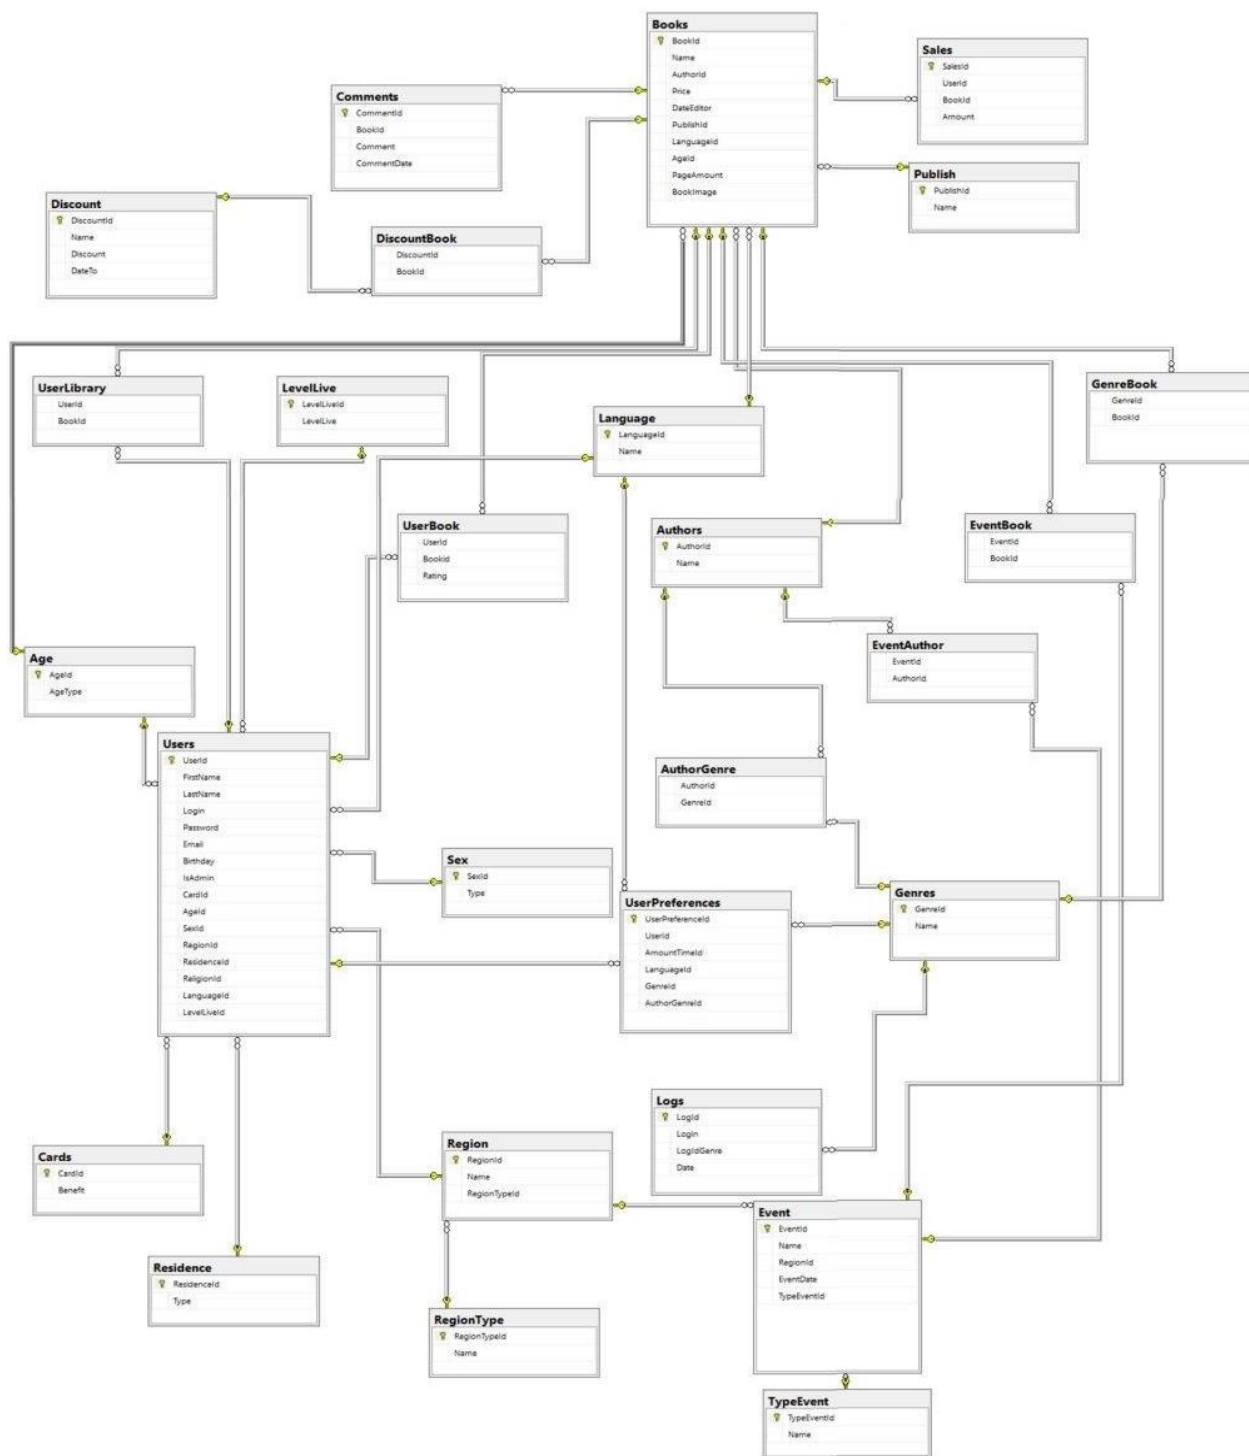 Books
BookId
Name
AuthorId
Price
DateEditor
PublishId
LanguageId
AgeId
PageAmount
BookImage
Sales
SalesId
UserId
BookId
Amount
Comments
CommentId
BookId
Comment
CommentDate
Publish
PublishId
Name
Discount
DiscountId
Name
Discount
DateTo
DiscountBook
DiscountId
BookId
UserLibrary
UserId
BookId
LevelLive
LevelLiveId
LevelLive
Language
LanguageId
Name
GenreBook
GenreId
BookId
UserBook
UserId
BookId
Rating
Authors
AuthorId
Name
EventBook
EventId
BookId
Age
AgeId
AgeType
EventAuthor
EventId
AuthorId
Users
UserId
FirstName
LastName
Login
Password
Email
Birthday
IsAdmin
CardId
AgeId
SexId
RegionId
ResidenceId
ReligionId
LanguageId
LevelLiveId
AuthorGenre
AuthorId
GenreId
Sex
SexId
Type
UserPreferences
UserPreferenceId
UserId
AmountTimeId
LanguageId
GenreId
AuthorGenreId
Genres
GenreId
Name
Logs
LogId
Login
LogIdGenre
Date
Cards
CardId
Benefit
Region
RegionId
Name
RegionTypeId
Event
EventId
Name
RegionId
EventDate
TypeEventId
Residence
ResidenceId
Type
RegionType
RegionTypeId
Name
TypeEvent
TypeEventId
Name